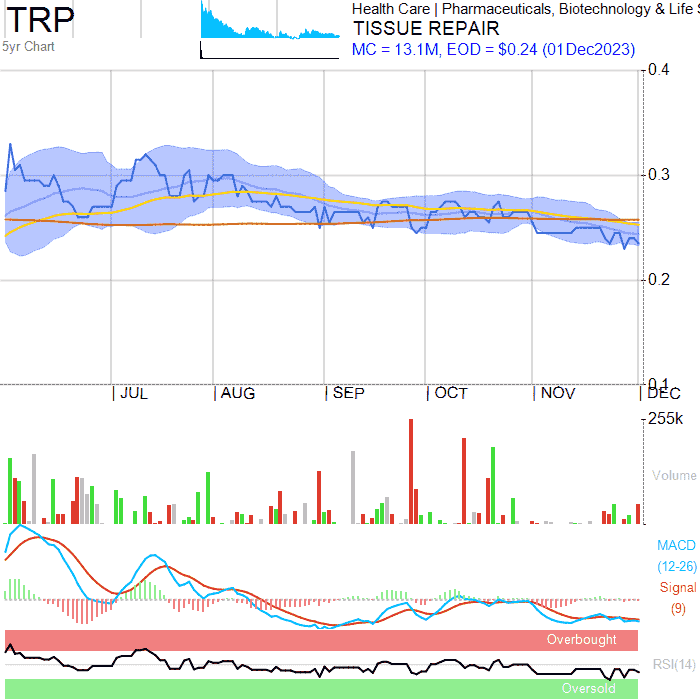 TRP
5yr Chart
Health Care | Pharmaceuticals, Biotechnology & Life
TISSUE REPAIR
MC = 13.1M, EOD = $0.24 (01Dec2023)
0.4
0.3
0.2
0.1
JUL AUG SEP OCT NOV DEC
255k
Volume
MACD
(12-26)
Signal
(9)
Overbought
RSI(14)
Oversold